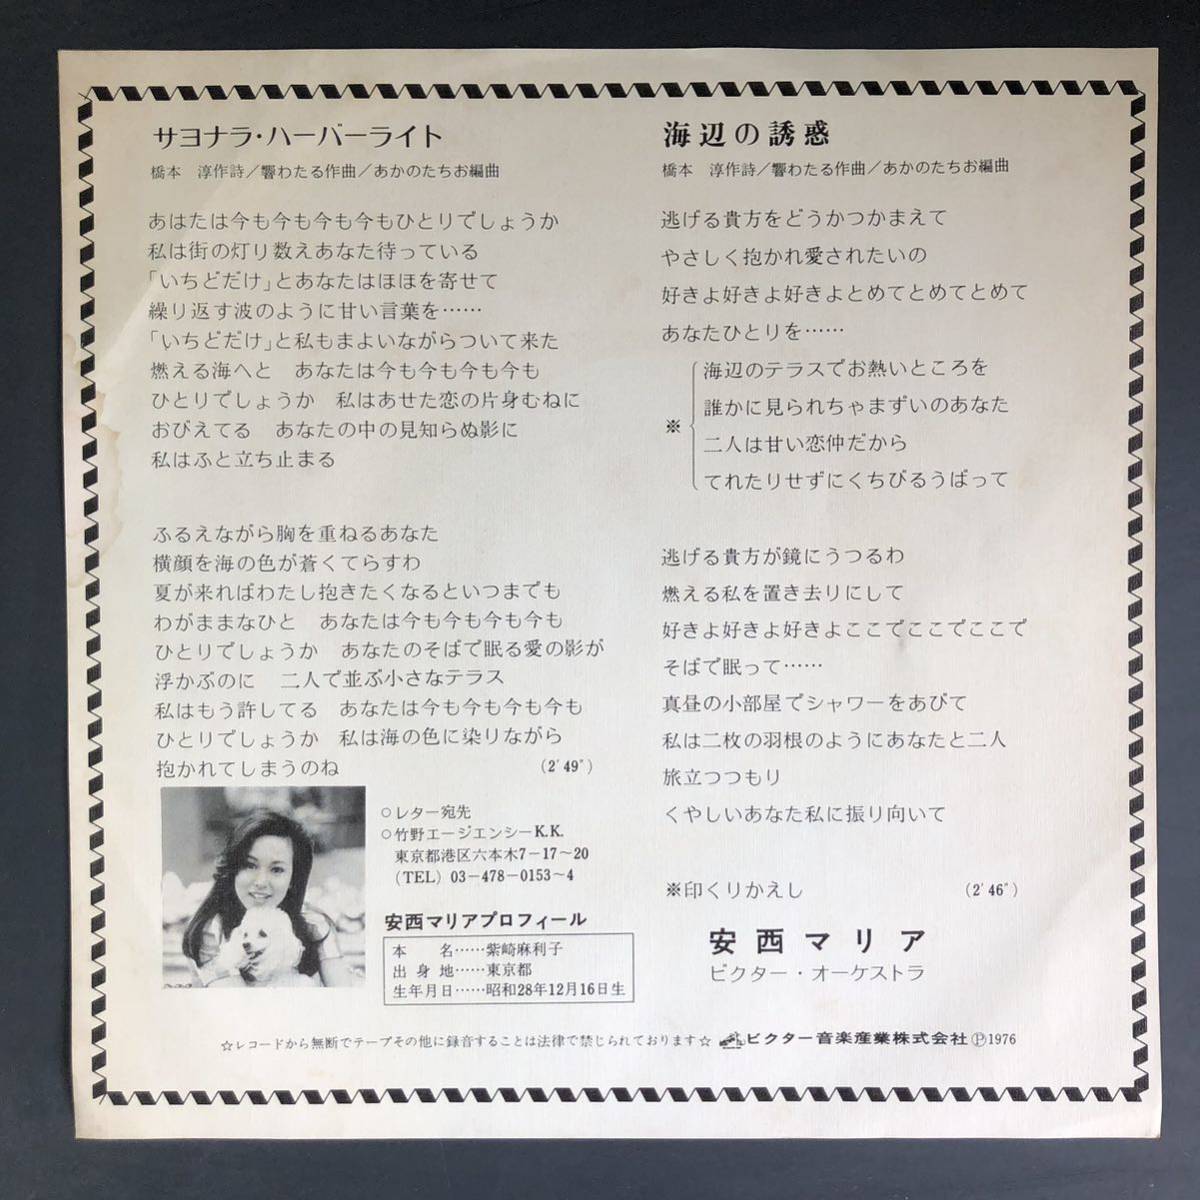 サヨナラ・ハーバーライト
橋本 淳作詩/響わたる作曲/あかのたちお編曲
あはたは今も今も今も今もひとりでしょうか
私は街の灯り数えあなた待っている
「いちどだけ」とあなたはほほを寄せて
繰り返す波のように甘い言葉を……
「いちどだけ」と私もまよいながらついて来た
燃える海へと あなたは今も今も今も今も
ひとりでしょうか 私はあせた恋の片身むねに
おびえてる あなたの中の見知らぬ影に
私はふと立ち止まる
ふるえながら胸を重ねるあなた
横顔を海の色が蒼くてらすわ
夏が来ればわたし抱きたくなるといつまでも
わがままなひと あなたは今も今も今も今も
ひとりでしょうか あなたのそばで眠る愛の影が
浮かぶのに 二人で並ぶ小さなテラス
私はもう許してる あなたは今も今も今も今も
ひとりでしょうか 私は海の色に染りながら
抱かれてしまうのね (2′49″)
海辺の誘惑
橋本 淳作詩/響わたる作曲/あかのたちお編曲
逃げる貴方をどうかつかまえて
やさしく抱かれ愛されたいの
好きよ好きよ好きよとめてとめてとめて
あなたひとりを……
海辺のテラスでお熱いところを
誰かに見られちゃまずいのあなた
※
二人は甘い恋仲だから
てれたりせずにくちびるうばって
逃げる貴方が鏡にうつるわ
燃える私を置き去りにして
好きよ好きよ好きよここでここでここで
そばで眠って……
真昼の小部屋でシャワーをあびて
私は二枚の羽根のようにあなたと二人
旅立つつもり
くやしいあなた私に振り向いて
※印くりかえし (2′46″)
安西マリア
ビクター・オーケストラ
○レター宛先
○竹野エージエンシーK.K.
東京都港区六本木7-17~20
(TEL) 03-478-0153~4
安西マリアプロフィール
本名……紫崎麻利子
出身地……東京都
生年月日……昭和28年12月16日生
☆レコードから無断でテープその他に録音することは法律で禁じられております☆ ビクター音楽産業株式会社 Ⓟ1976